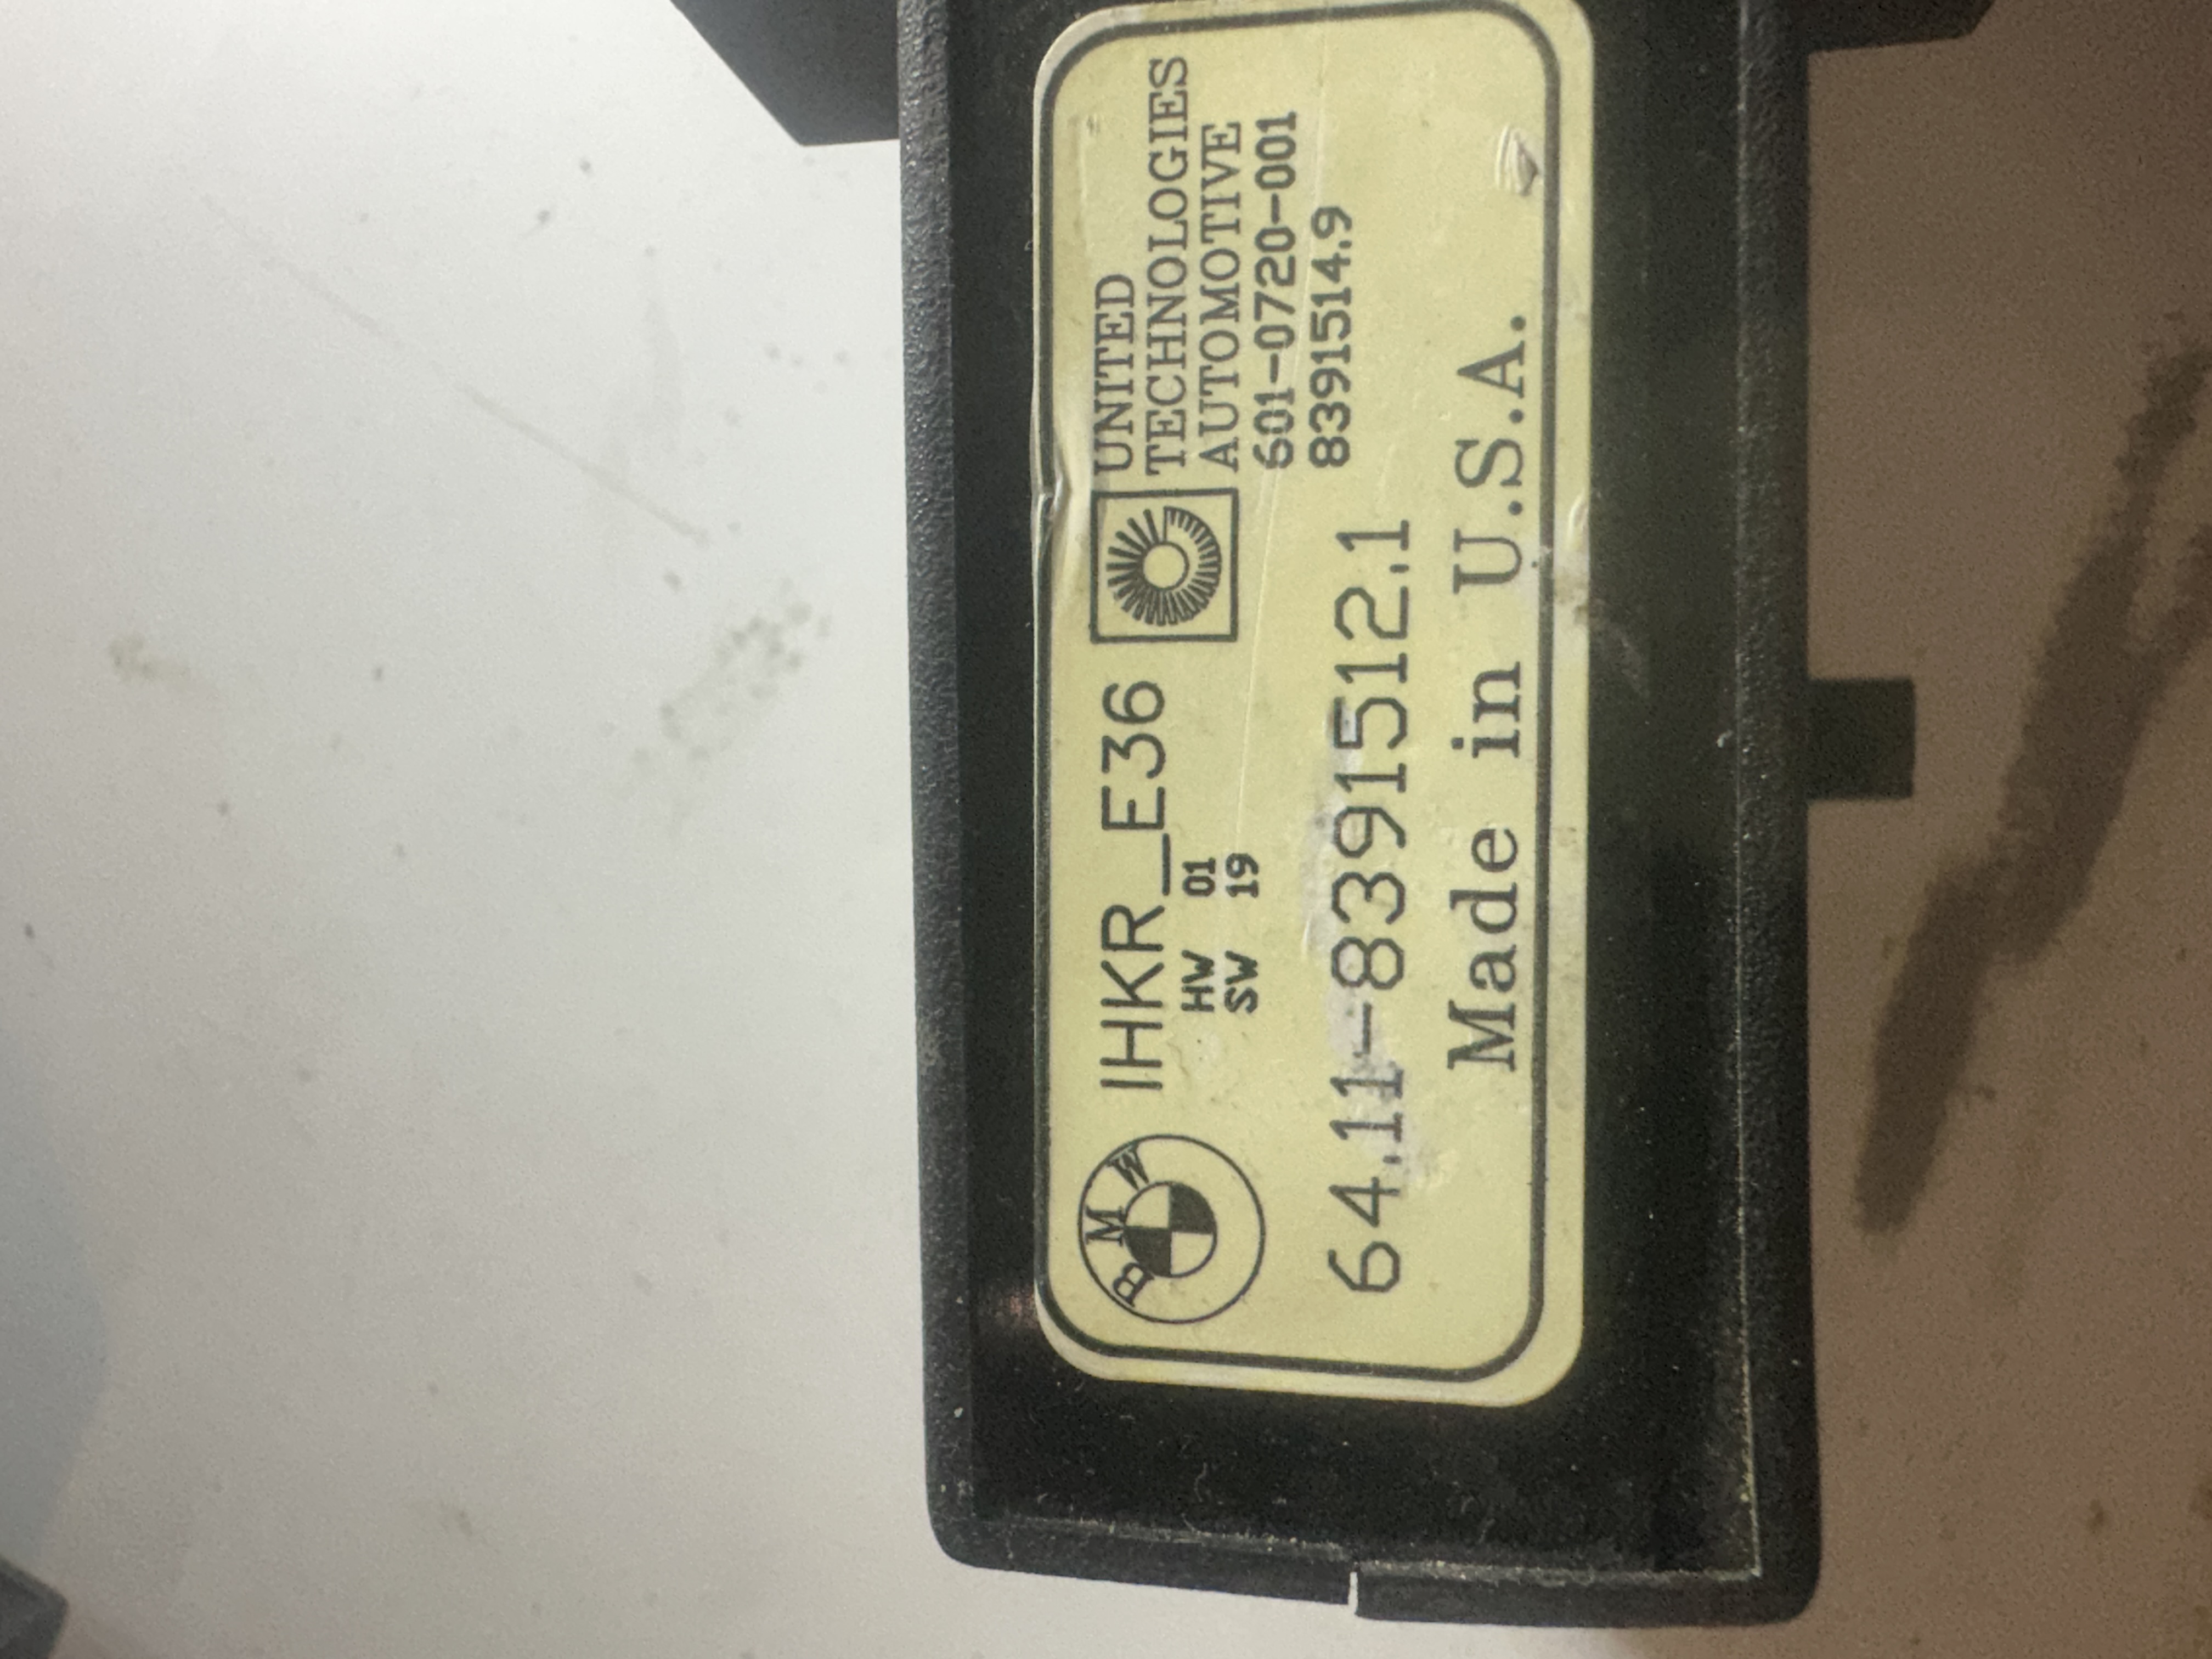 BMW
IHKR_E36
HW 01
SW 19
UNITED
TECHNOLOGIES
AUTOMOTIVE
601-0720-001
8391514.9
64.11-8391512.1
Made in U.S.A.